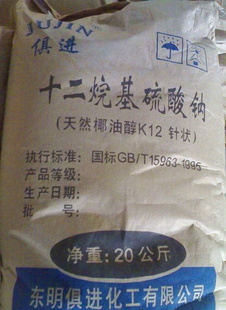 JUJIN
俱进
十二烷基硫酸钠
(天然椰油醇K12 针状)
执行标准: 国标GB/T15963-1995
产品等级:
生产日期:
批 号:
净重: 20公斤
东明俱进化工有限公司